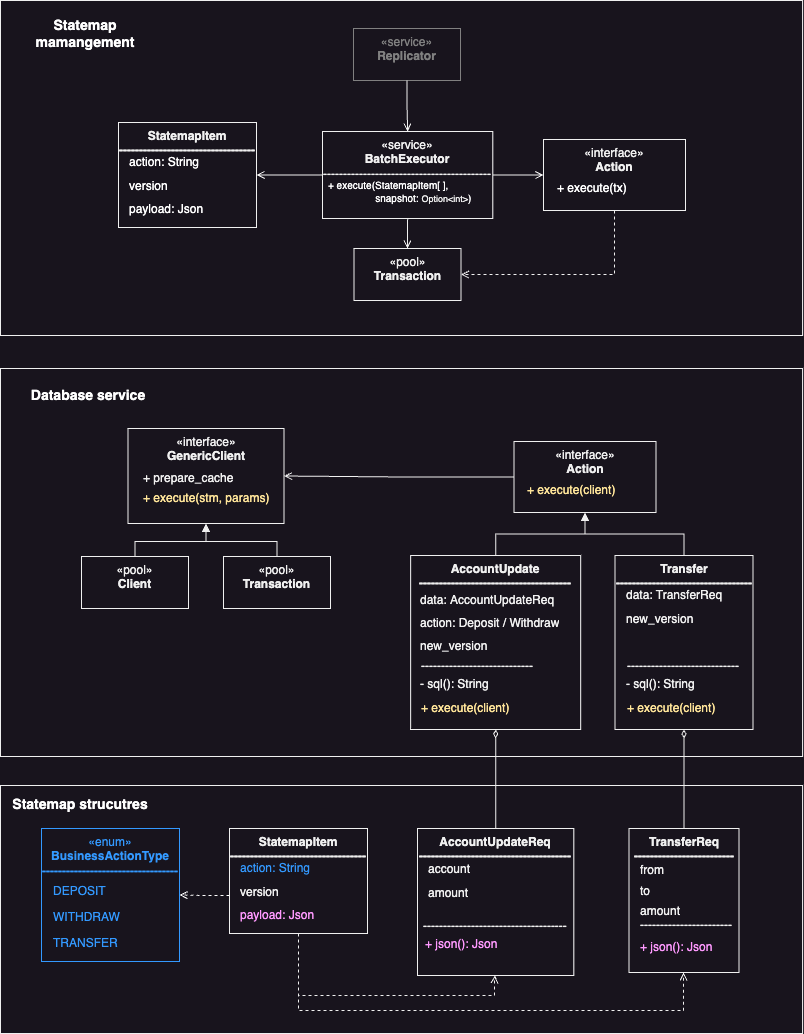 Statemap
mamangement
«service»
Replicator
StatemapItem
action: String
version
payload: Json
«service»
BatchExecutor
+ execute(StatemapItem[ ],
snapshot: Option<int>)
«interface»
Action
+ execute(tx)
«pool»
Transaction
Database service
«interface»
GenericClient
+ prepare_cache
+ execute(stm, params)
«interface»
Action
+ execute(client)
«pool»
Client
«pool»
Transaction
AccountUpdate
data: AccountUpdateReq
action: Deposit / Withdraw
new_version
- sql(): String
+ execute(client)
Transfer
data: TransferReq
new_version
- sql(): String
+ execute(client)
Statemap strucutres
«enum»
BusinessActionType
DEPOSIT
WITHDRAW
TRANSFER
StatemapItem
action: String
version
payload: Json
AccountUpdateReq
account
amount
+ json(): Json
TransferReq
from
to
amount
+ json(): Json